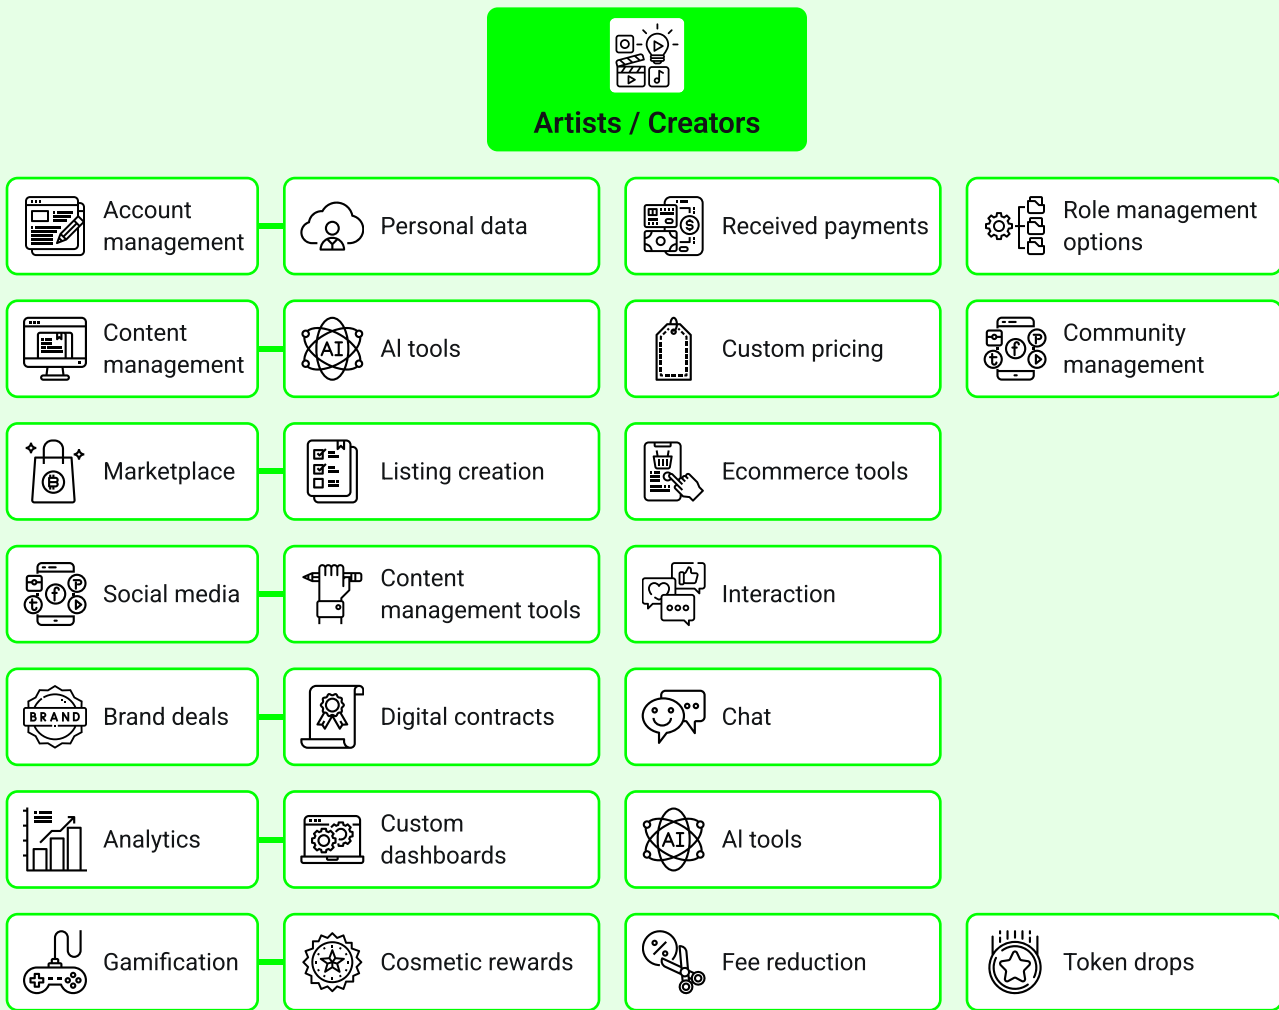 Artists / Creators
Account
management
Personal data
Received payments
Role management
options
Content
management
AI
AI tools
Custom pricing
Community
management
Marketplace
Listing creation
Ecommerce tools
Social media
Content
management tools
Interaction
BRAND
Brand deals
Digital contracts
Chat
Analytics
Custom
dashboards
AI
AI tools
Gamification
Cosmetic rewards
%
Fee reduction
Token drops